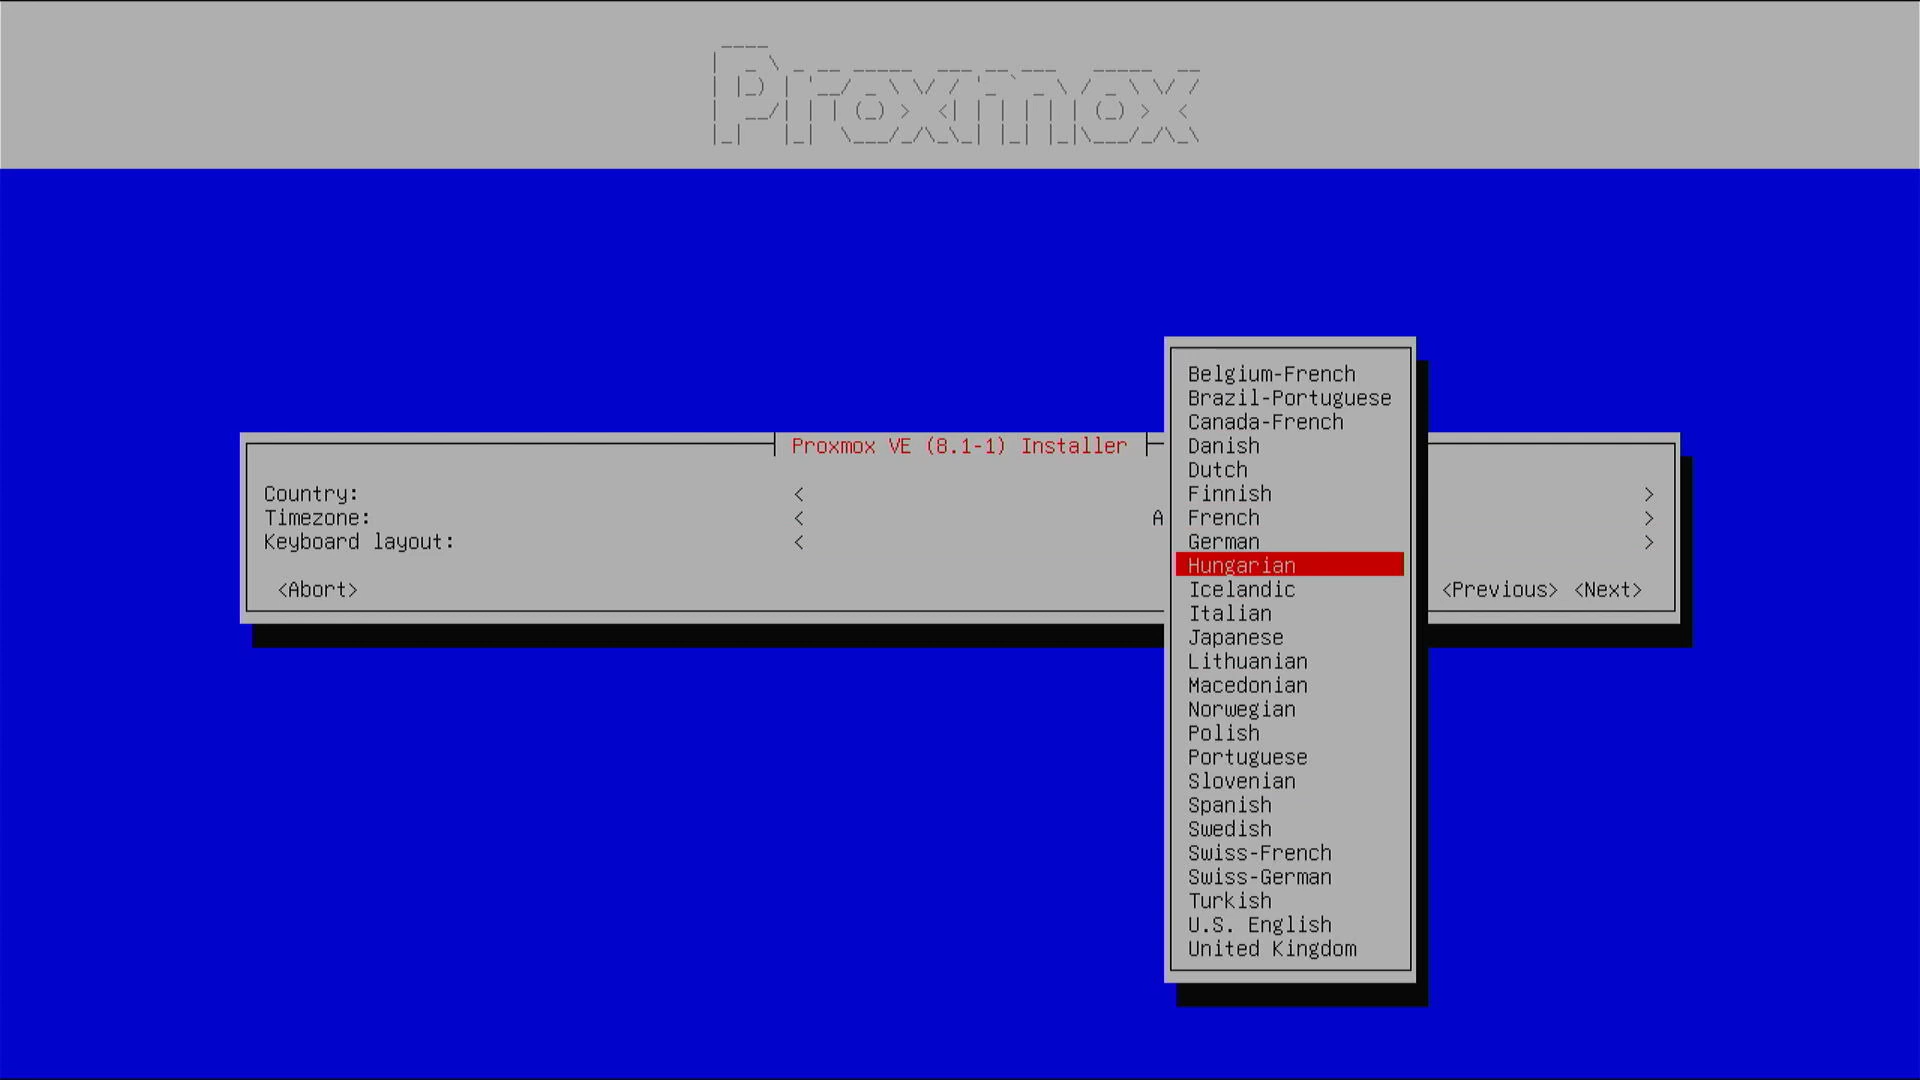 Proxmox
Proxmox VE (8.1-1) Installer
Country: < >
Timezone: < A >
Keyboard layout: < >
<Abort> <Previous> <Next>
Belgium-French
Brazil-Portuguese
Canada-French
Danish
Dutch
Finnish
French
German
Hungarian
Icelandic
Italian
Japanese
Lithuanian
Macedonian
Norwegian
Polish
Portuguese
Slovenian
Spanish
Swedish
Swiss-French
Swiss-German
Turkish
U.S. English
United Kingdom